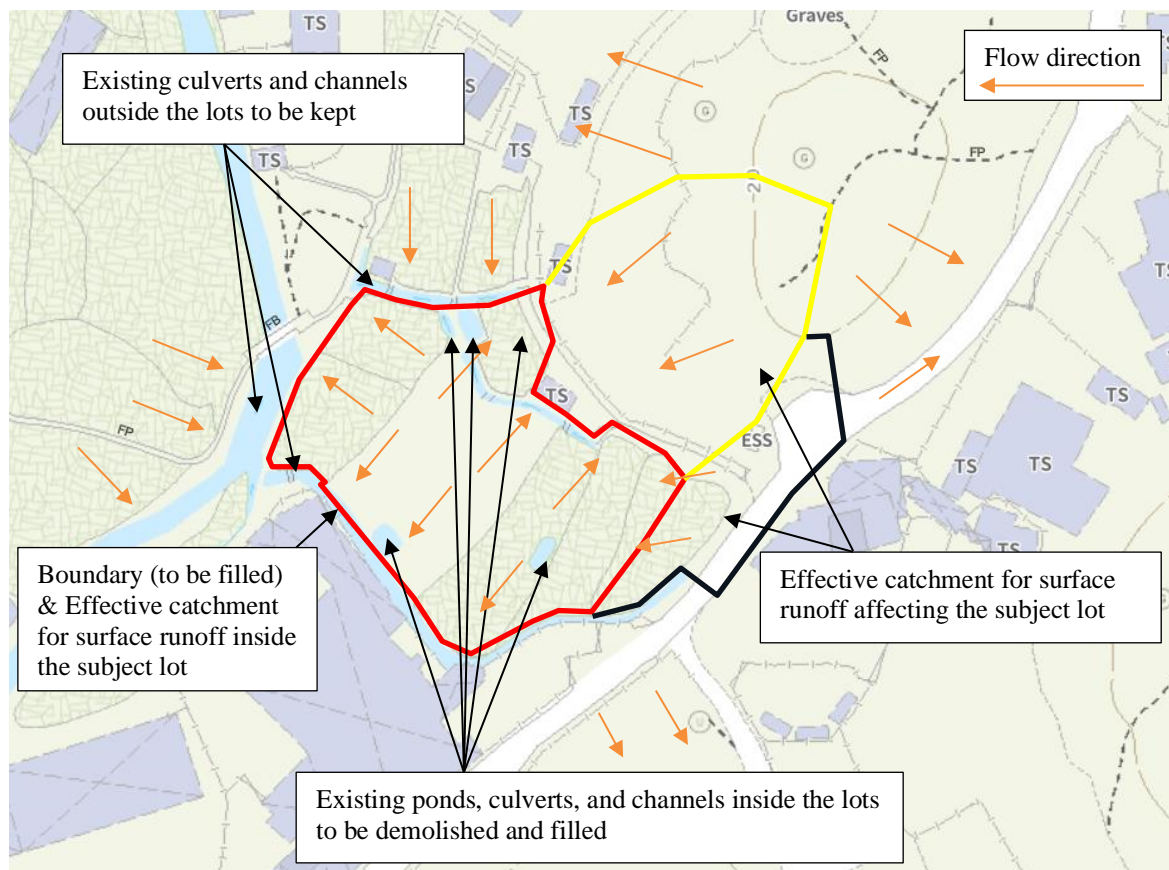 TS
Graves
TS
Flow direction
Existing culverts and channels
outside the lots to be kept
FP
TS
TS
G
TS
TS
G
FP
20
TS
TS
FB
TS
FP
ESS
TS
TS
TS
TS
Boundary (to be filled)
& Effective catchment
for surface runoff inside
the subject lot
Effective catchment for surface
runoff affecting the subject lot
Existing ponds, culverts, and channels inside the lots
to be demolished and filled